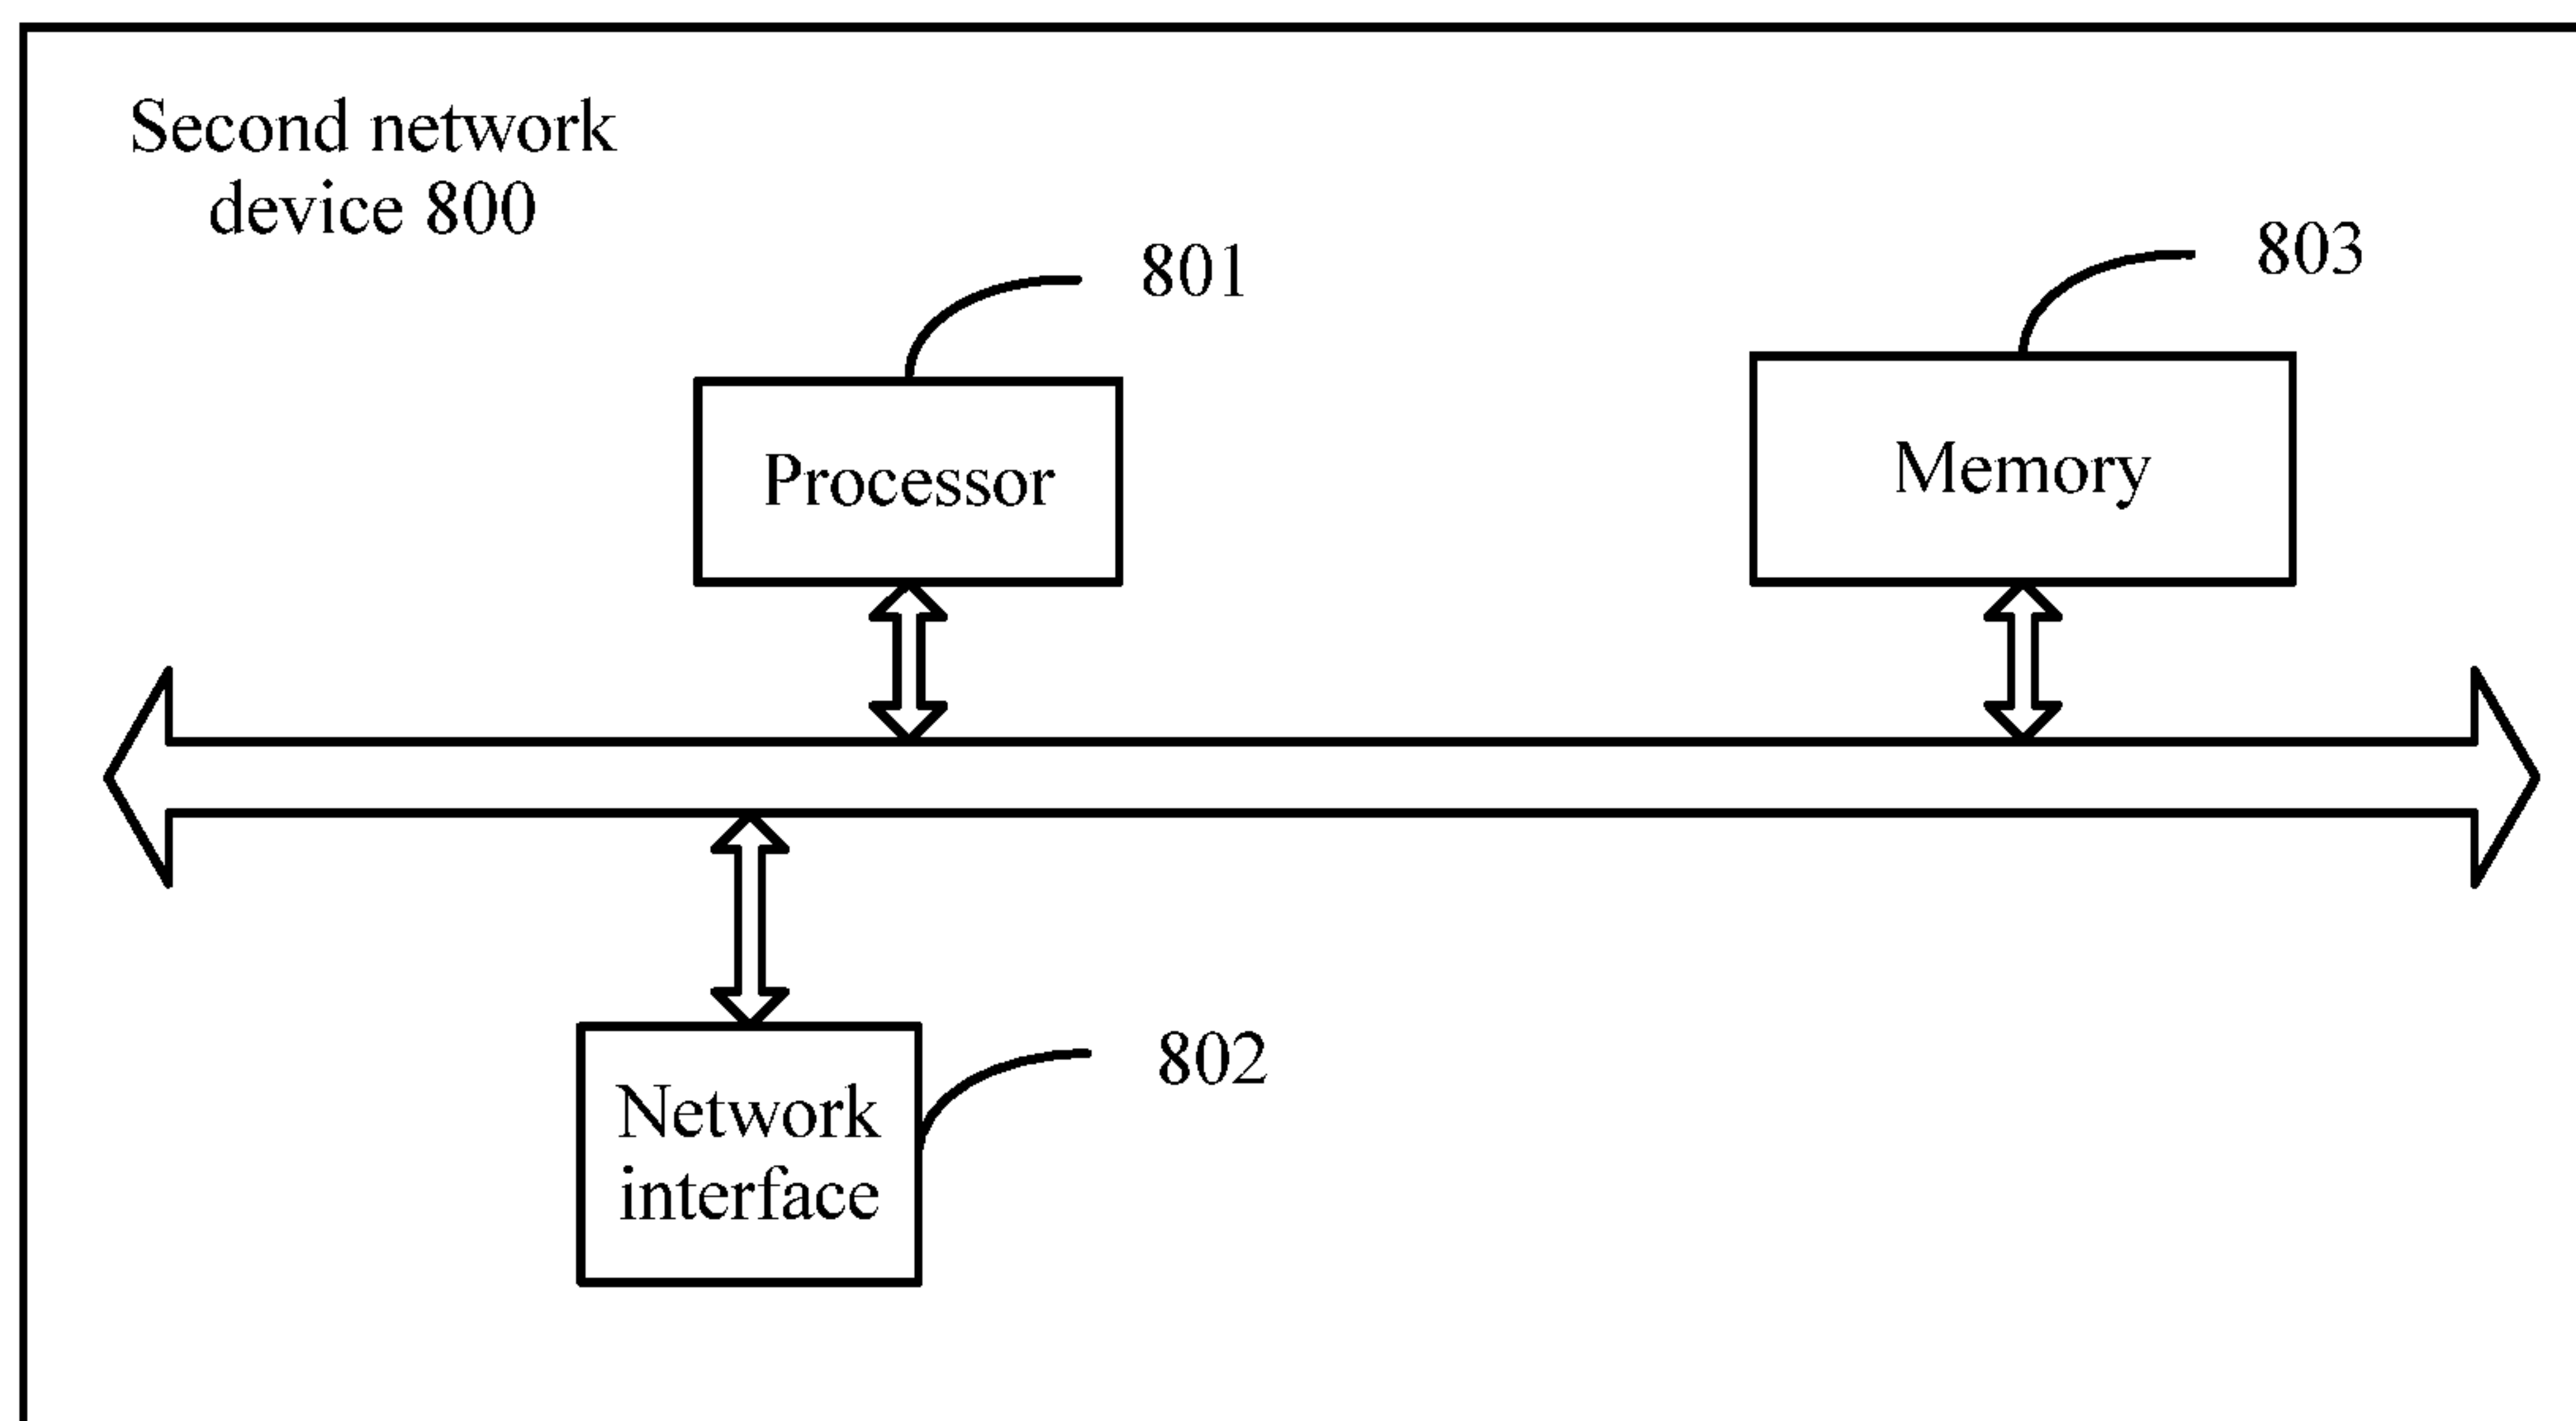 Second network
device 800
801
803
Processor
Memory
802
Network
interface